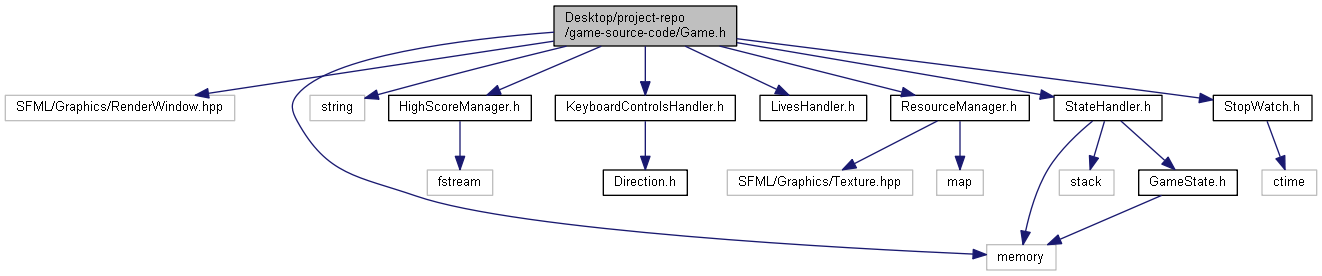 Desktop/project-repo
/game-source-code/Game.h
SFML/Graphics/RenderWindow.hpp
string
HighScoreManager.h
KeyboardControlsHandler.h
LivesHandler.h
ResourceManager.h
StateHandler.h
StopWatch.h
fstream
Direction.h
SFML/Graphics/Texture.hpp
map
stack
GameState.h
ctime
memory